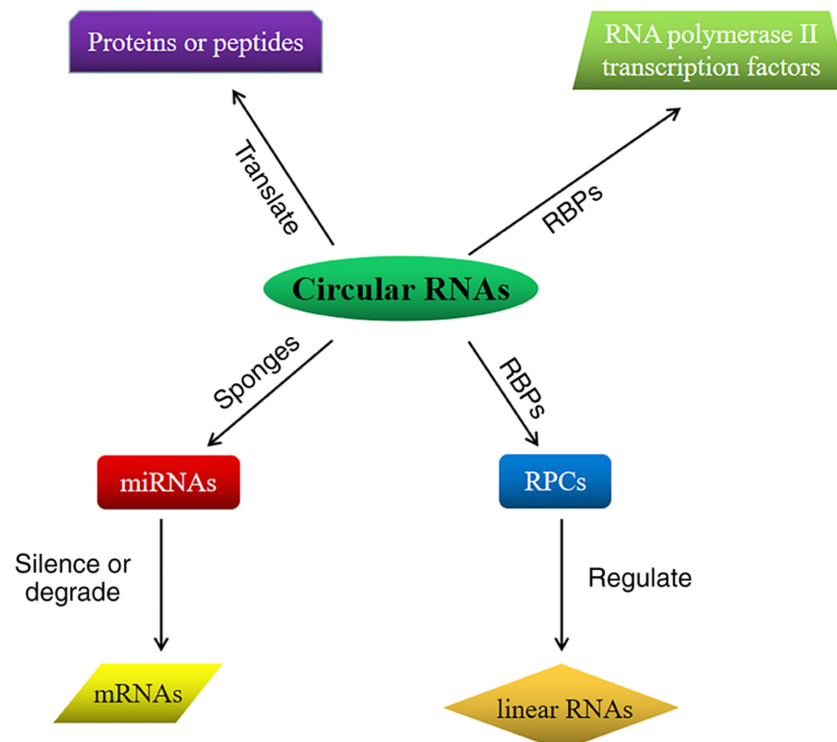 Proteins or peptides
RNA polymerase II
transcription factors
Translate
RBPs
Circular RNAs
Sponges
RBPs
miRNAs
RPCs
Silence or
degrade
Regulate
mRNAs
linear RNAs